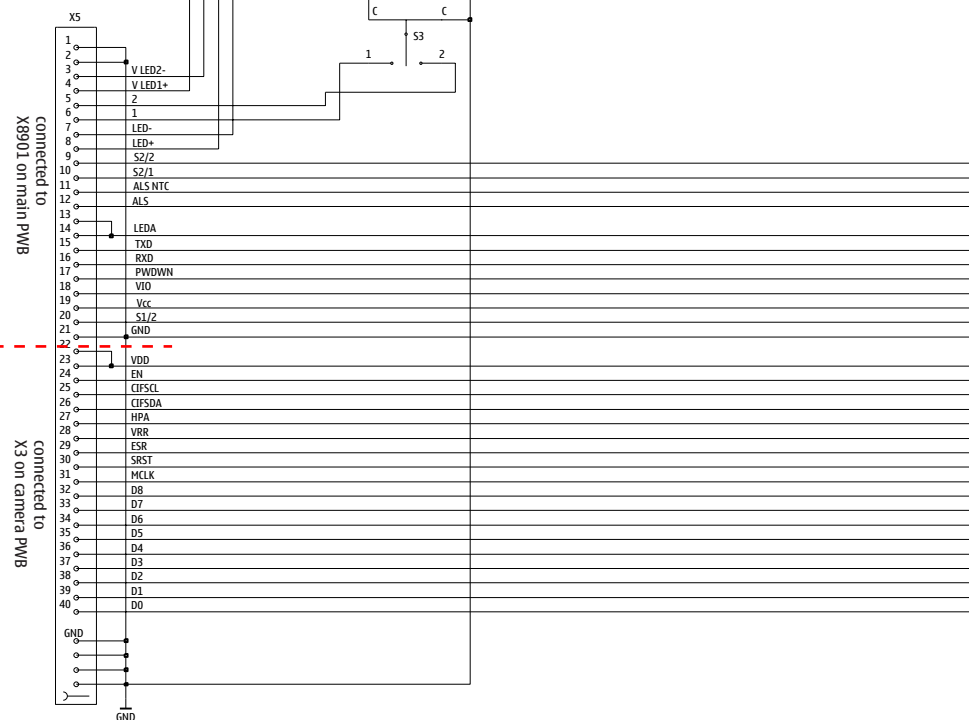 C C
X5
S3
1
1 2
2
3 V LED2-
4 V LED1+
5 2
6 1
7 LED-
8 LED+
9 S2/2
10 S2/1
11 ALS NTC
12 ALS
13
14 LEDA
15 TXD
16 RXD
17 PWDWN
18 VIO
19 Vcc
20 S1/2
21 GND
22
23 VDD
24 EN
25 CIFSCL
26 CIFSDA
27 HPA
28 VRR
29 ESR
30 SRST
31 MCLK
32 D8
33 D7
34 D6
35 D5
36 D4
37 D3
38 D2
39 D1
40 D0
GND
GND
connected to
X8901 on main PWB
connected to
X3 on camera PWB